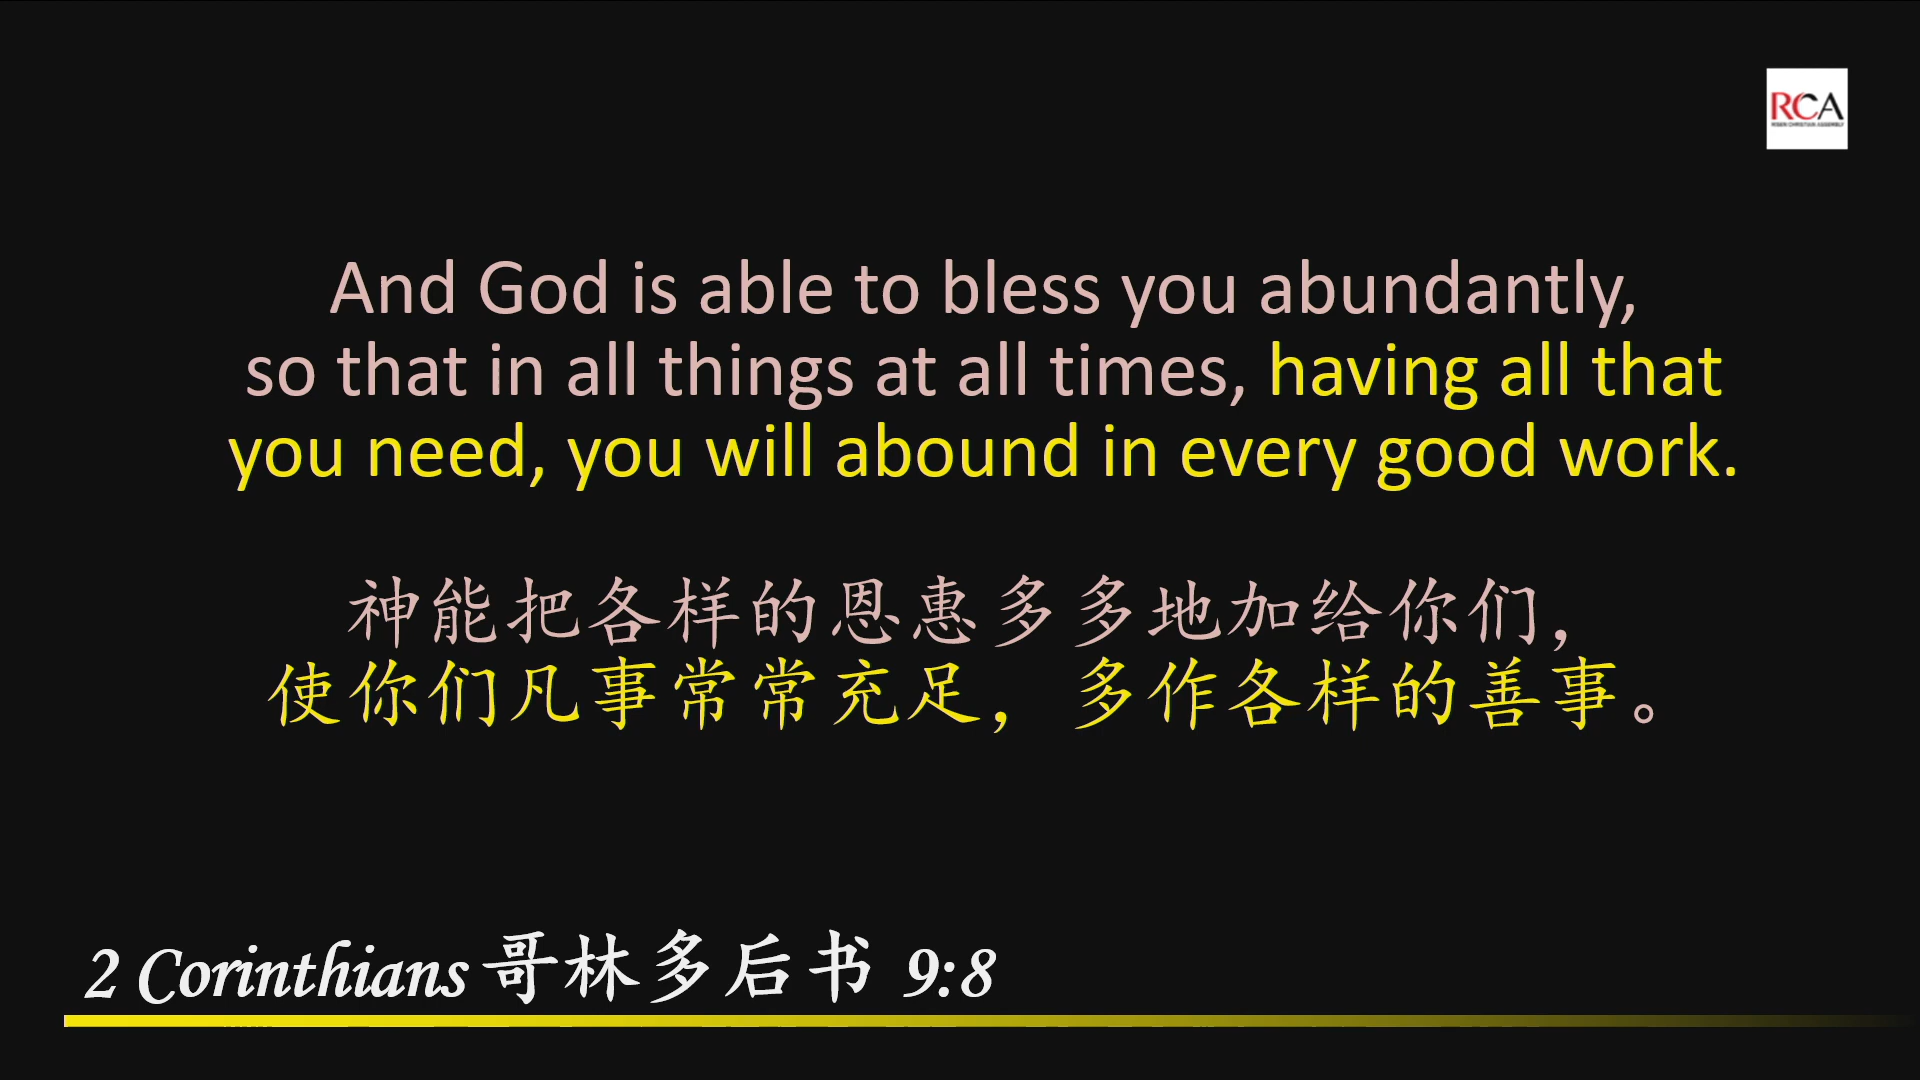 RCA
RISEN CHRISTIAN ASSEMBLY
And God is able to bless you abundantly,
so that in all things at all times, having all that
you need, you will abound in every good work.
神能把各样的恩惠多多地加给你们，
使你们凡事常常充足，多作各样的善事。
2 Corinthians 哥林多后书 9:8